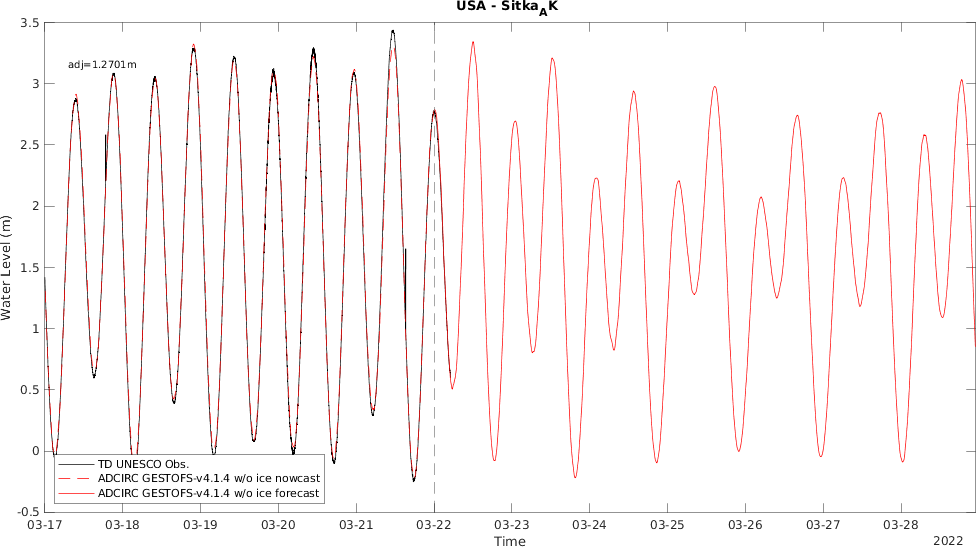 USA - Sitka_AK
3.5
adj=1.2701m
3
2.5
2
Water Level (m)
1.5
1
0.5
0
TD UNESCO Obs.
ADCIRC GESTOFS-v4.1.4 w/o ice nowcast
ADCIRC GESTOFS-v4.1.4 w/o ice forecast
-0.5
03-17 03-18 03-19 03-20 03-21 03-22 03-23 03-24 03-25 03-26 03-27 03-28
Time
2022